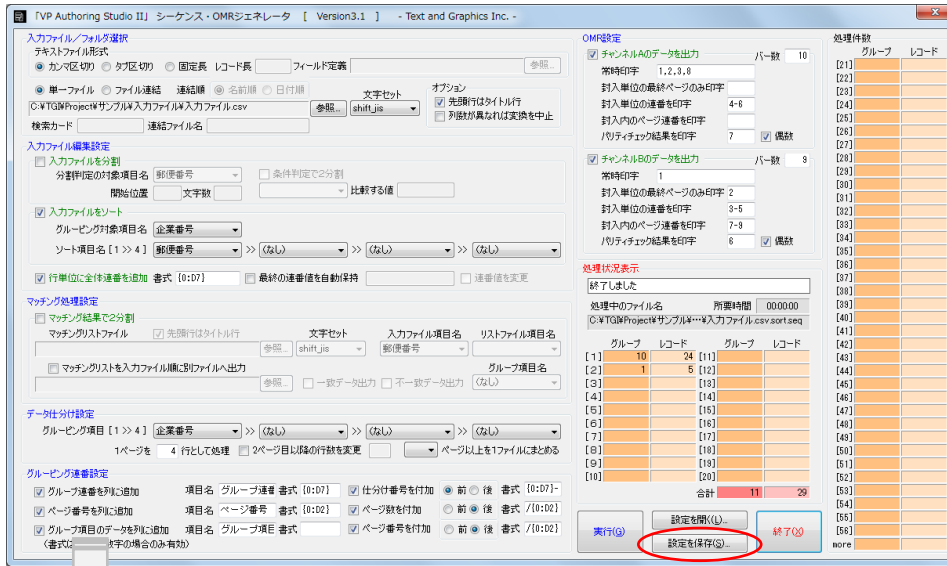 「VP Authoring Studio II」 シーケンス・OMRジェネレータ [ Version3.1 ] - Text and Graphics Inc. -
入力ファイル／フォルダ選択
テキストファイル形式
カンマ区切り タブ区切り 固定長 レコード長 フィールド定義 参照...
単一ファイル ファイル連結 連結順 名前順 日付順 文字セット
C:¥TGI¥Project¥サンプル¥入力ファイル¥入力ファイル.csv 参照... shift_jis
検索カード 連結ファイル名
オプション
先頭行はタイトル行
列数が異なれば変換を中止
入力ファイル編集設定
入力ファイルを分割
分割判定の対象項目名 郵便番号 条件判定で2分割
開始位置 文字数 比較する値
入力ファイルをソート
グルーピング対象項目名 企業番号
ソート項目名 [ 1 >> 4 ] 郵便番号 >> (なし) >> (なし) >> (なし)
行単位に全体連番を追加 書式 {0:D7} 最終の連番値を自動保持 連番値を変更
マッチング処理設定
マッチング結果で2分割
マッチングリストファイル 先頭行はタイトル行 文字セット 入力ファイル項目名 リストファイル項目名
参照... shift_jis 郵便番号
マッチングリストを入力ファイル順に別ファイルへ出力 グループ項目名
参照... 一致データ出力 不一致データ出力 (なし)
データ仕分け設定
グルーピング項目 [ 1 >> 4 ] 企業番号 >> (なし) >> (なし) >> (なし)
1ページを 4 行として処理 2ページ目以降の行数を変更 ページ以上を1ファイルにまとめる
グルーピング連番設定
グループ連番を列に追加 項目名 グループ連番 書式 {0:D7} 仕分け番号を付加 前 後 書式 {0:D7}-
ページ番号を列に追加 項目名 ページ番号 書式 {0:D2} ページ数を付加 前 後 書式 /{0:D2}
グループ項目のデータを列に追加 項目名 グループ項E 書式 ページ番号を付加 前 後 書式 /{0:D2}
(書式は 数字の場合のみ有効)
OMR設定
チャンネルAのデータを出力 バー数 10
常時印字 1,2,3,8
封入単位の最終ページのみ印字
封入単位の連番を印字 4-6
封入内のページ連番を印字
パリティチェック結果を印字 7 偶数
チャンネルBのデータを出力 バー数 9
常時印字 1
封入単位の最終ページのみ印字 2
封入単位の連番を印字 3-5
封入内のページ連番を印字 7-9
パリティチェック結果を印字 6 偶数
処理状況表示
終了しました
処理中のファイル名 所要時間 00:00:00
C:¥TGI¥Project¥サンプル¥…¥入力ファイル.csv.sort.seq
グループ レコード グループ レコード
[1] 10 24 [11]
[2] 1 5 [12]
[3] [13]
[4] [14]
[5] [15]
[6] [16]
[7] [17]
[8] [18]
[9] [19]
[10] [20]
合計 11 29
実行(G) 設定を開く(L)... 終了(X)
設定を保存(S)...
処理件数
グループ レコード
[21]
[22]
[23]
[24]
[25]
[26]
[27]
[28]
[29]
[30]
[31]
[32]
[33]
[34]
[35]
[36]
[37]
[38]
[39]
[40]
[41]
[42]
[43]
[44]
[45]
[46]
[47]
[48]
[49]
[50]
[51]
[52]
[53]
[54]
[55]
[56]
more